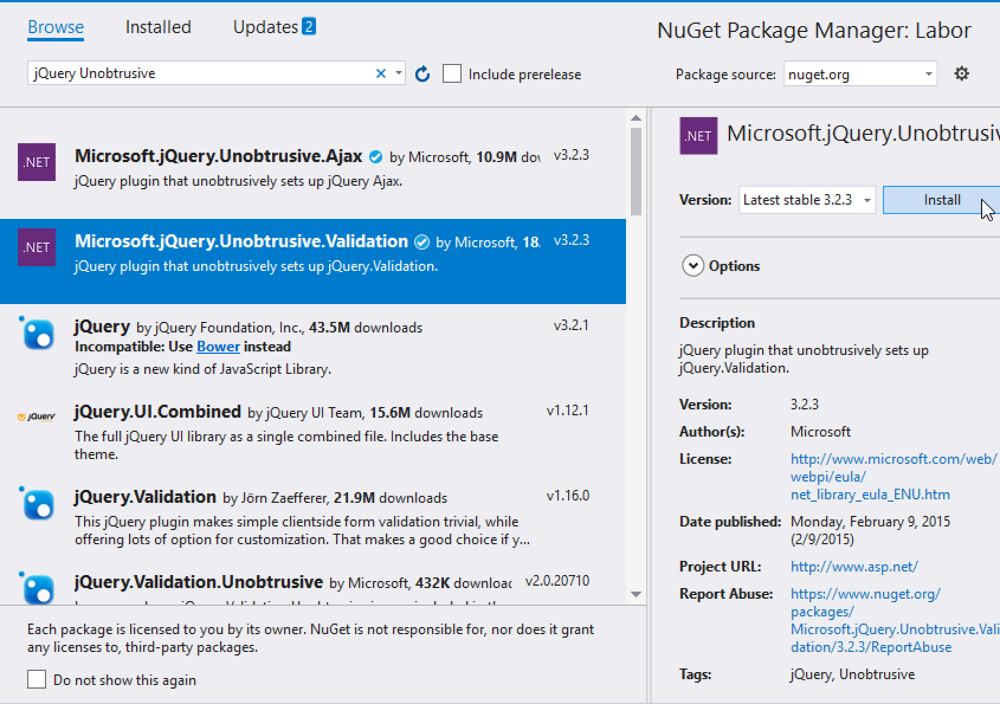 Browse Installed Updates 2
NuGet Package Manager: Labor
jQuery Unobtrusive
Include prerelease
Package source: nuget.org
.NET
Microsoft.jQuery.Unobtrusive.Ajax by Microsoft, 10.9M v3.2.3
jQuery plugin that unobtrusively sets up jQuery Ajax.
.NET
Microsoft.jQuery.Unobtrusive.Validation by Microsoft, 18. v3.2.3
jQuery plugin that unobtrusively sets up jQuery.Validation.
jQuery by jQuery Foundation, Inc., 43.5M downloads v3.2.1
Incompatible: Use Bower instead
jQuery is a new kind of JavaScript Library.
jQuery
jQuery.UI.Combined by jQuery UI Team, 15.6M downloads v1.12.1
The full jQuery UI library as a single combined file. Includes the base
theme.
jQuery.Validation by Jörn Zaefferer, 21.9M downloads v1.16.0
This jQuery plugin makes simple clientside form validation trivial, while
offering lots of option for customization. That makes a good choice if y...
jQuery.Validation.Unobtrusive by Microsoft, 432K downloac v2.0.20710
Each package is licensed to you by its owner. NuGet is not responsible for, nor does it grant
any licenses to, third-party packages.
Do not show this again
.NET
Microsoft.jQuery.Unobtrusiv
Version: Latest stable 3.2.3 Install
Options
Description
jQuery plugin that unobtrusively sets up
jQuery.Validation.
Version: 3.2.3
Author(s): Microsoft
License: http://www.microsoft.com/web/
webpi/eula/
net_library_eula_ENU.htm
Date published: Monday, February 9, 2015
(2/9/2015)
Project URL: http://www.asp.net/
Report Abuse: https://www.nuget.org/
packages/
Microsoft.jQuery.Unobtrusive.Vali
dation/3.2.3/ReportAbuse
Tags: jQuery, Unobtrusive